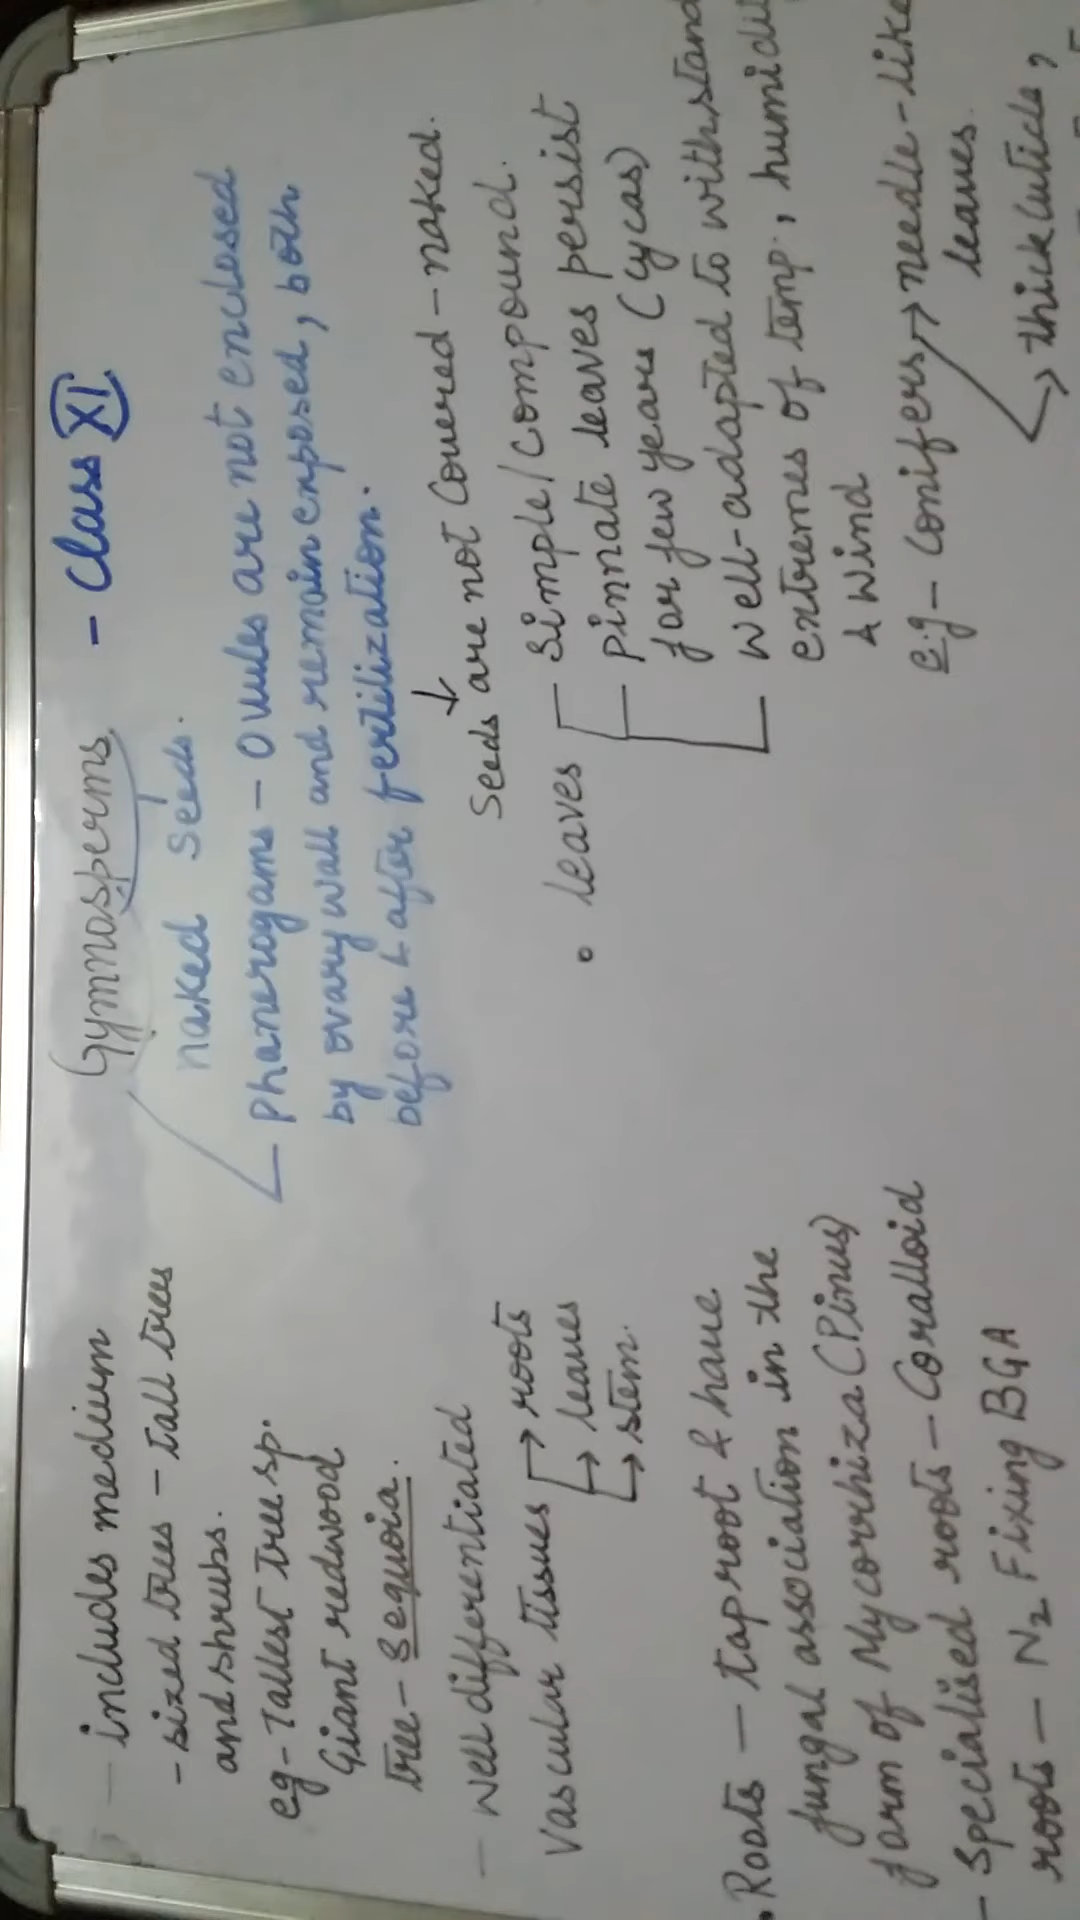 Gymnosperms - Class XI
naked seeds.
- includes medium
- sized trees - tall trees
and shrubs.
eg - Tallest tree sp.
Giant redwood
tree - Sequoia.
- well differentiated
vascular tissues → roots
→ leaves
→ stem.
• Roots - taproot & have
fungal association in the
form of Mycorrhiza (Pinus)
- Specialised roots - Coralloid
roots - N2 Fixing BGA
Phanerogams - Ovules are not enclosed
by ovary wall and remain exposed, both
before & after fertilization.
↓
Seeds are not Covered - naked.
• leaves - Simple/Compound.
Pinnate leaves persist
for few years (Cycas)
Well-adapted to withstand
extremes of temp.,
& wind
e.g - Conifers → needle-like
leaves.
→ thick Cuticle,